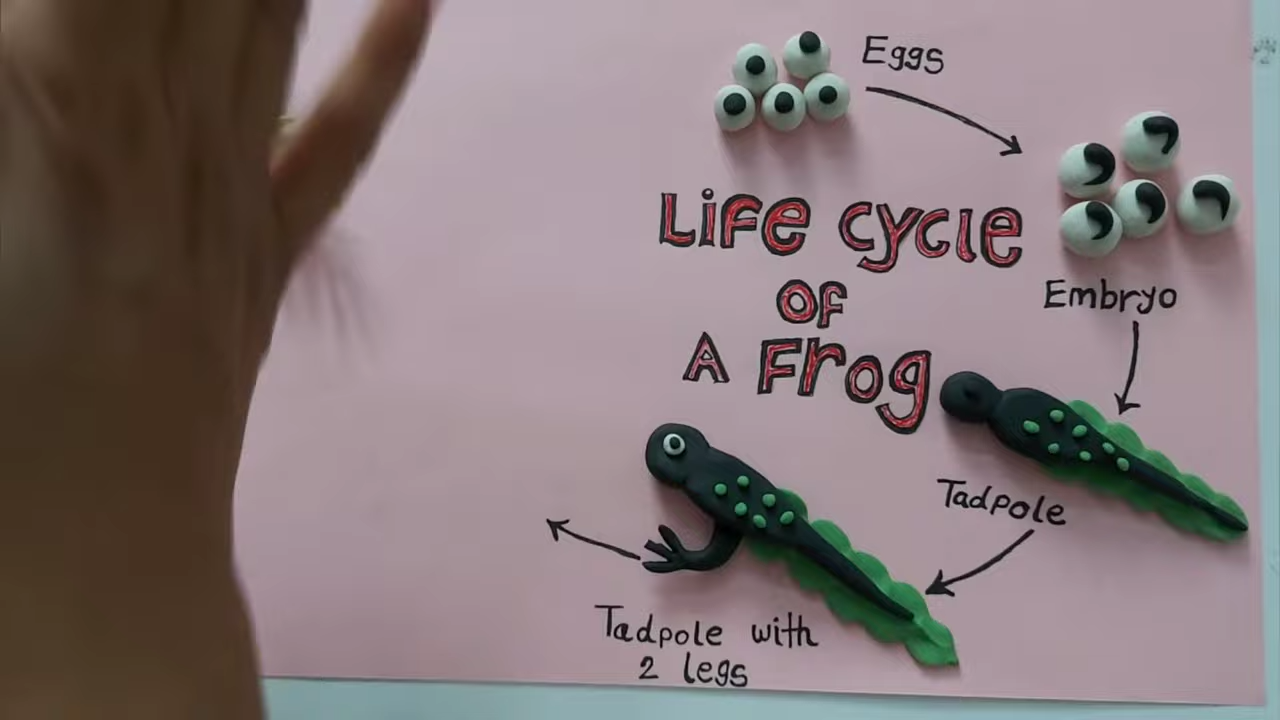 Eggs
Life cycle
of
A Frog
Embryo
Tadpole
Tadpole with
2 legs